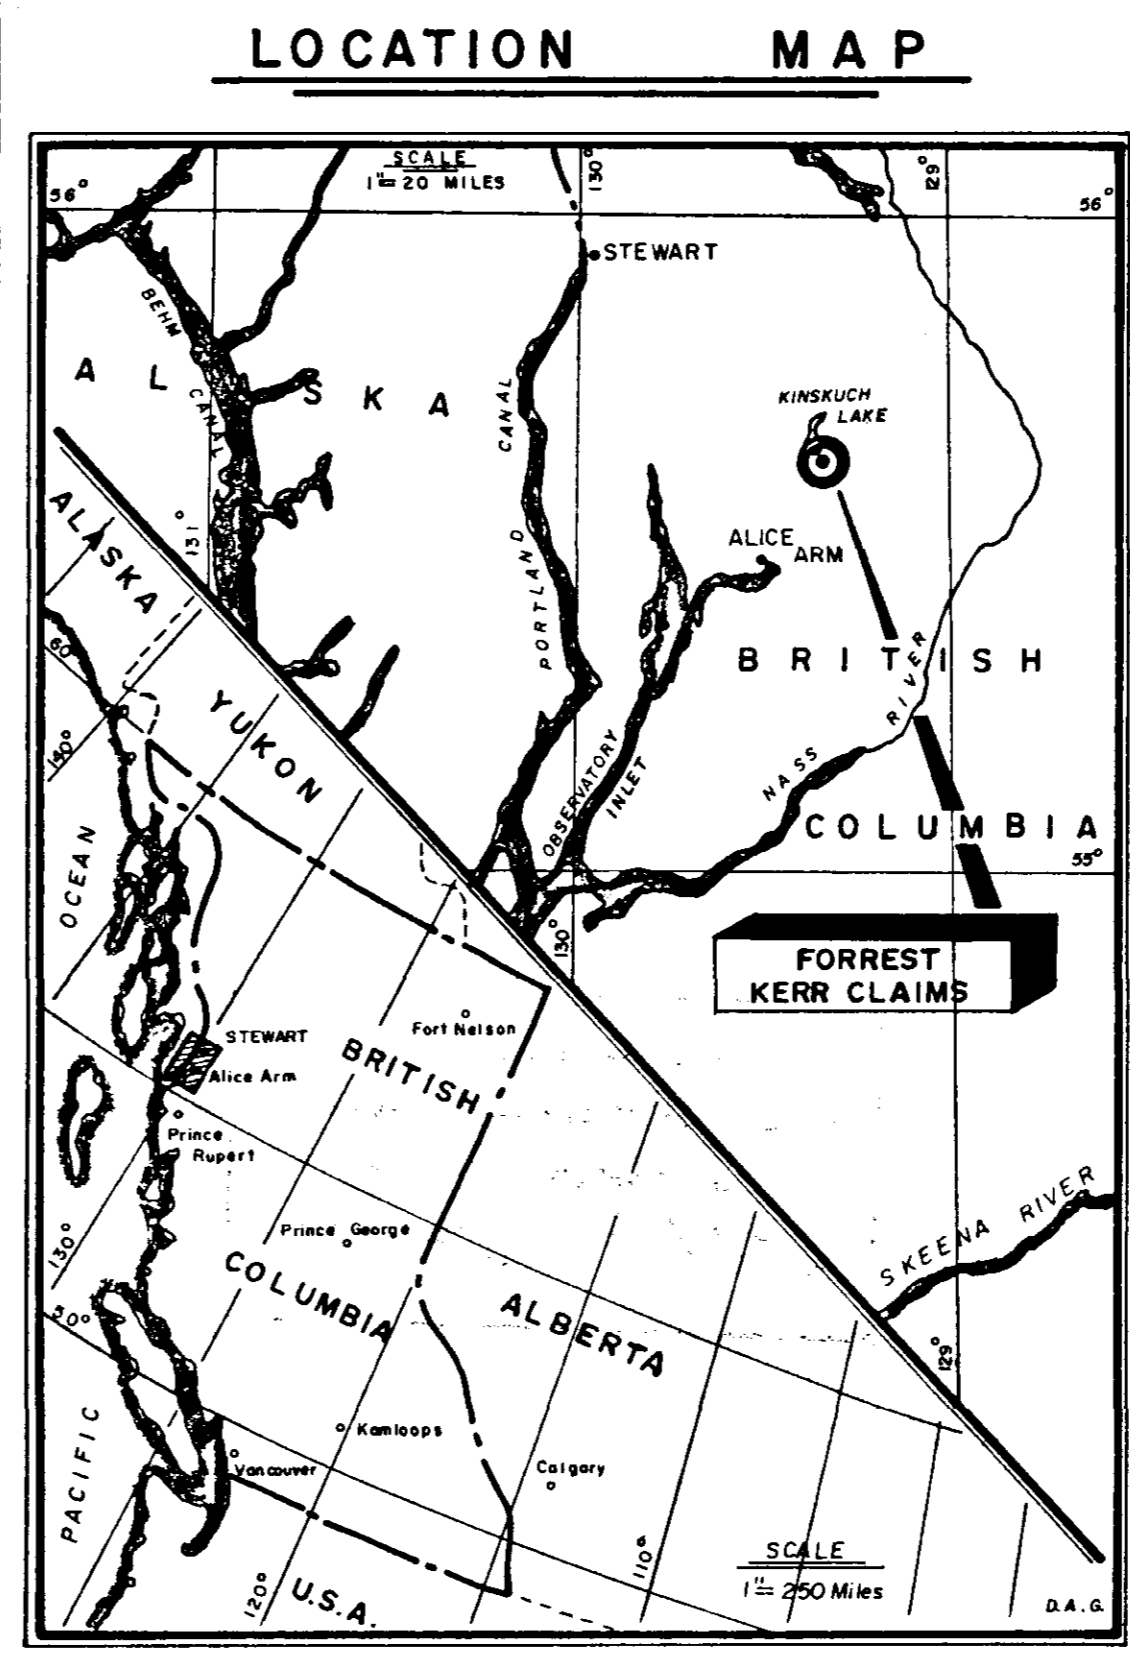 LOCATION MAP
SCALE
1"= 20 MILES
130°
129°
56°
56°
STEWART
BEHM
CANAL
ALASKA
KINSKUCH
LAKE
PORTLAND CANAL
131°
ALICE
ARM
ALASKA
BRITISH
60°
YUKON
140°
NASS RIVER
OBSERVATORY
INLET
COLUMBIA
55°
OCEAN
130°
FORREST
KERR CLAIMS
Fort Nelson
STEWART
Alice Arm
BRITISH
Prince
Rupert
SKEENA RIVER
Prince George
130°
COLUMBIA
50°
ALBERTA
129°
PACIFIC
Kamloops
Vancouver
Calgary
110°
SCALE
1"= 250 Miles
120°
U.S.A.
D.A.G.